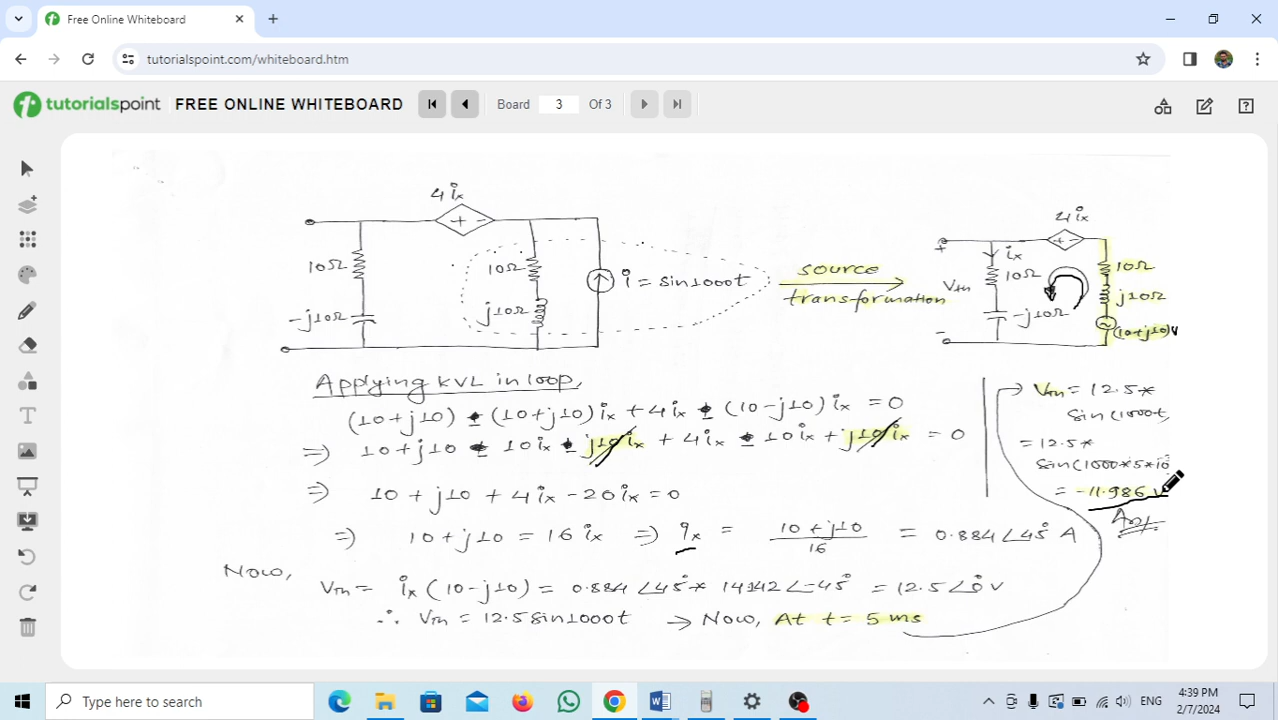 Free Online Whiteboard
tutorialspoint.com/whiteboard.htm
tutorialspoint FREE ONLINE WHITEBOARD
Board 3 Of 3
4ix
10Ω
-j10Ω
+ -
10Ω
j10Ω
i = sin1000t
source
transformation
4ix
+ -
+
ix
Vth
10Ω
-j10Ω
-
10Ω
j10Ω
(10+j10)V
Applying KVL in loop,
(10+j10) - (10+j10)ix + 4ix - (10-j10)ix = 0
=> 10+j10 - 10ix - j10ix + 4ix - 10ix + j10ix = 0
=> 10+j10 + 4ix - 20ix = 0
=> 10+j10 = 16ix => ix = 10+j10/16 = 0.884∠45° A
Now,
Vth = ix(10-j10) = 0.884∠45° * 14.142∠-45° = 12.5∠0° V
∴ Vth = 12.5sin1000t → Now, At t = 5 ms
Vth = 12.5*
sin(1000t)
= 12.5*
sin(1000*5*10
= -11.986 V
Ans.
Type here to search
ENG
4:39 PM
2/7/2024